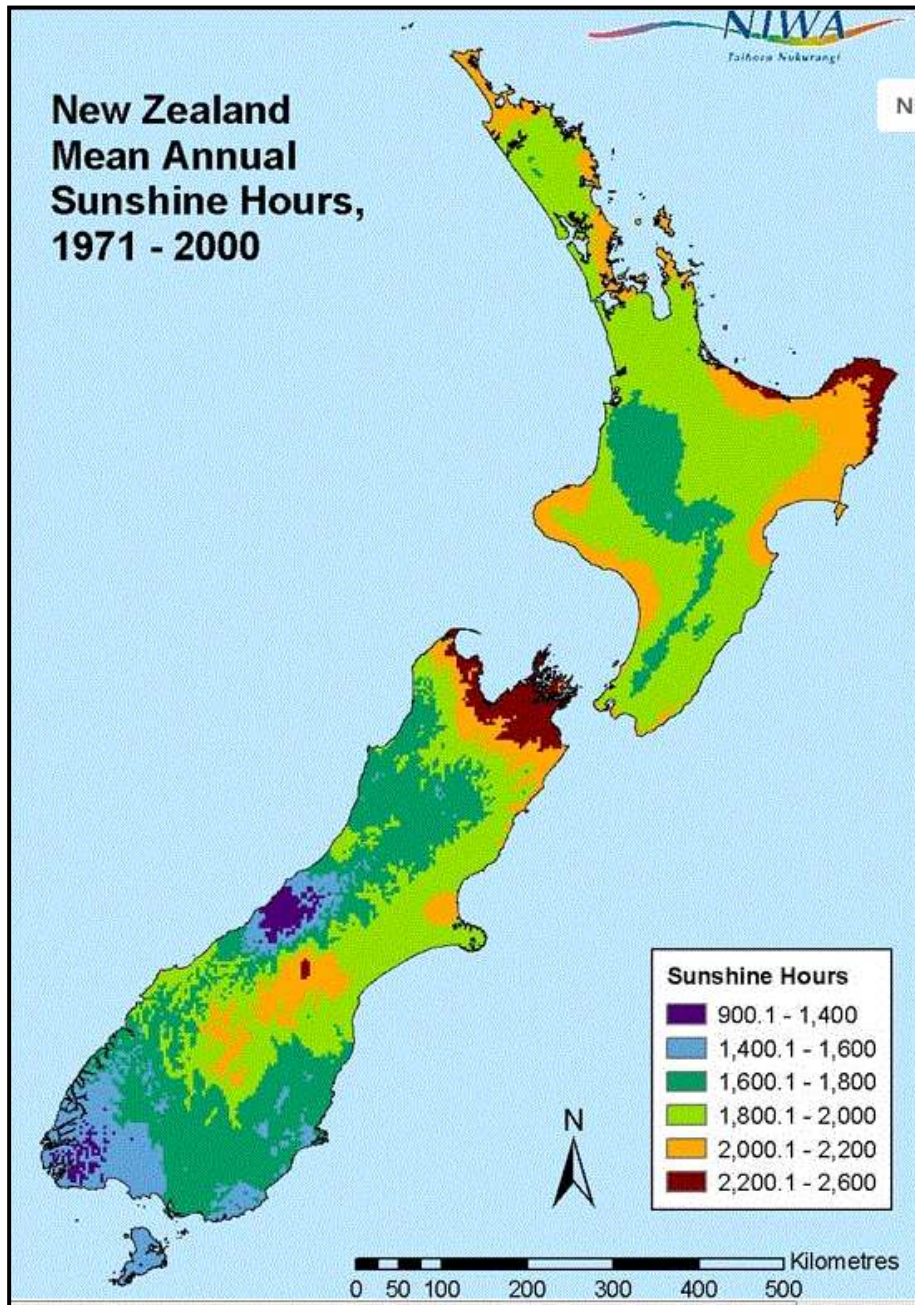 NIWA
Taihoro Nukurangi
N
New Zealand
Mean Annual
Sunshine Hours,
1971 - 2000
Sunshine Hours
900.1 - 1,400
1,400.1 - 1,600
1,600.1 - 1,800
1,800.1 - 2,000
2,000.1 - 2,200
2,200.1 - 2,600
N
Kilometres
0 50 100 200 300 400 500